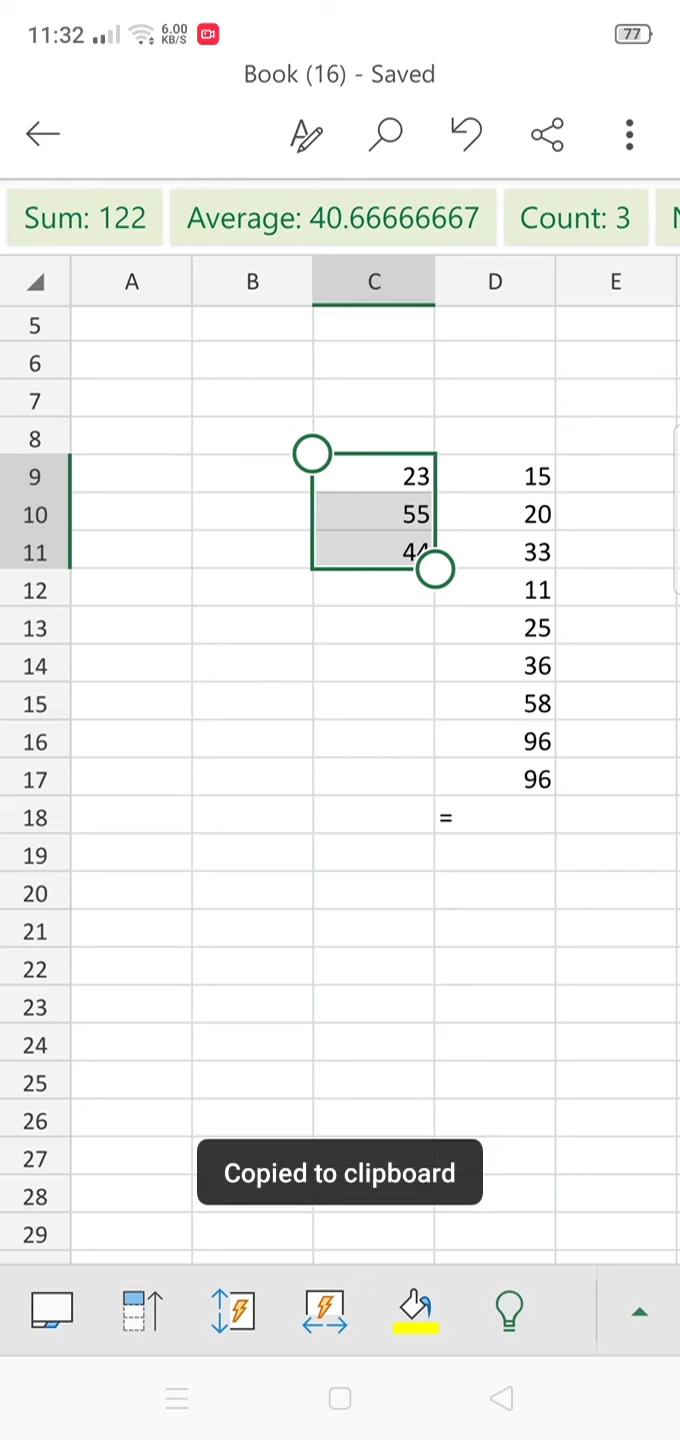 11:32 6.00 KB/S 77
Book (16) - Saved
Sum: 122 Average: 40.66666667 Count: 3
A B C D E
5
6
7
8
9 23 15
10 55 20
11 44 33
12 11
13 25
14 36
15 58
16 96
17 96
18 =
19
20
21
22
23
24
25
26
27
Copied to clipboard
28
29